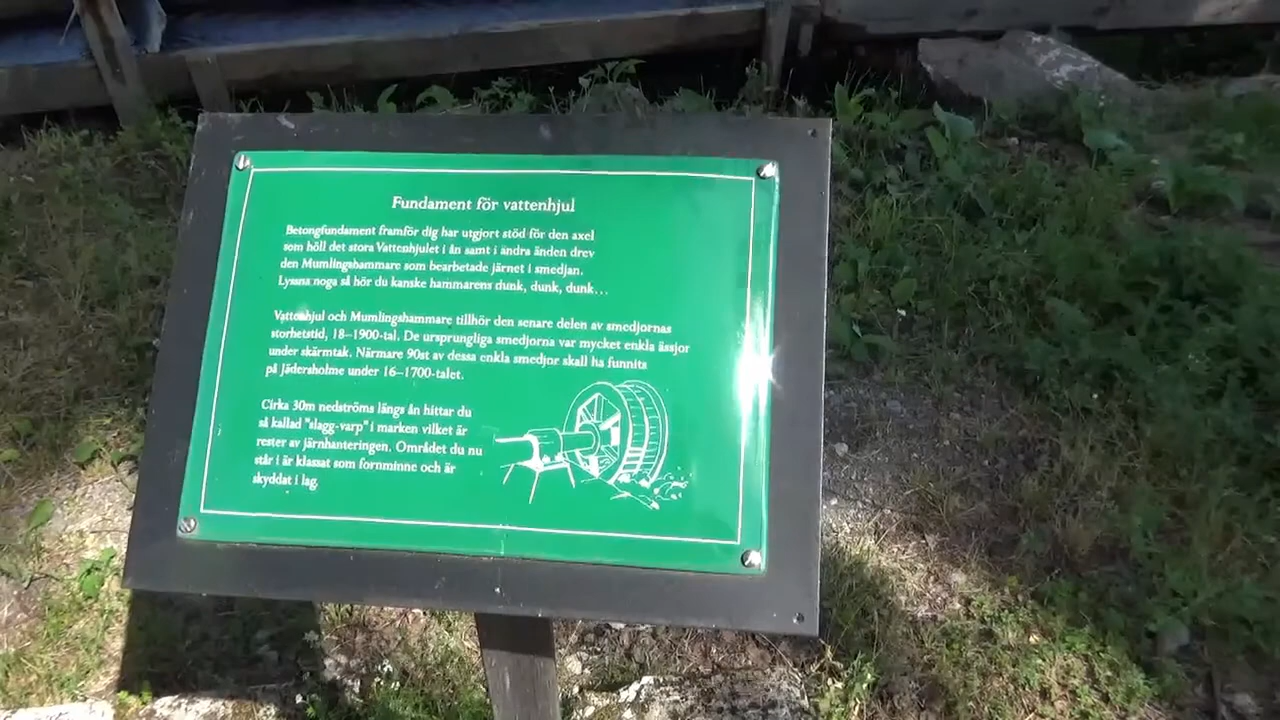 Fundament för vattenhjul
Betongfundament framför dig har utgjort stöd för den axel
som höll det stora Vattenhjulet i ån samt i andra änden drev
den Mumlingshammare som bearbetade järnet i smedjan.
Lyssna noga så hör du kanske hammarens dunk, dunk, dunk...
Vattenhjul och Mumlingshammare tillhör den senare delen av smedjornas
storhetstid, 18–1900-tal. De ursprungliga smedjorna var mycket enkla ässjor
under skärmtak. Närmare 90st av dessa enkla smedjor skall ha funnits
på Jädersholme under 16–1700-talet.
Cirka 30m nedströms längs ån hittar du
så kallad "slagg-varp" i marken vilket är
rester av järnhanteringen. Området du nu
står i är klassat som fornminne och är
skyddat i lag.